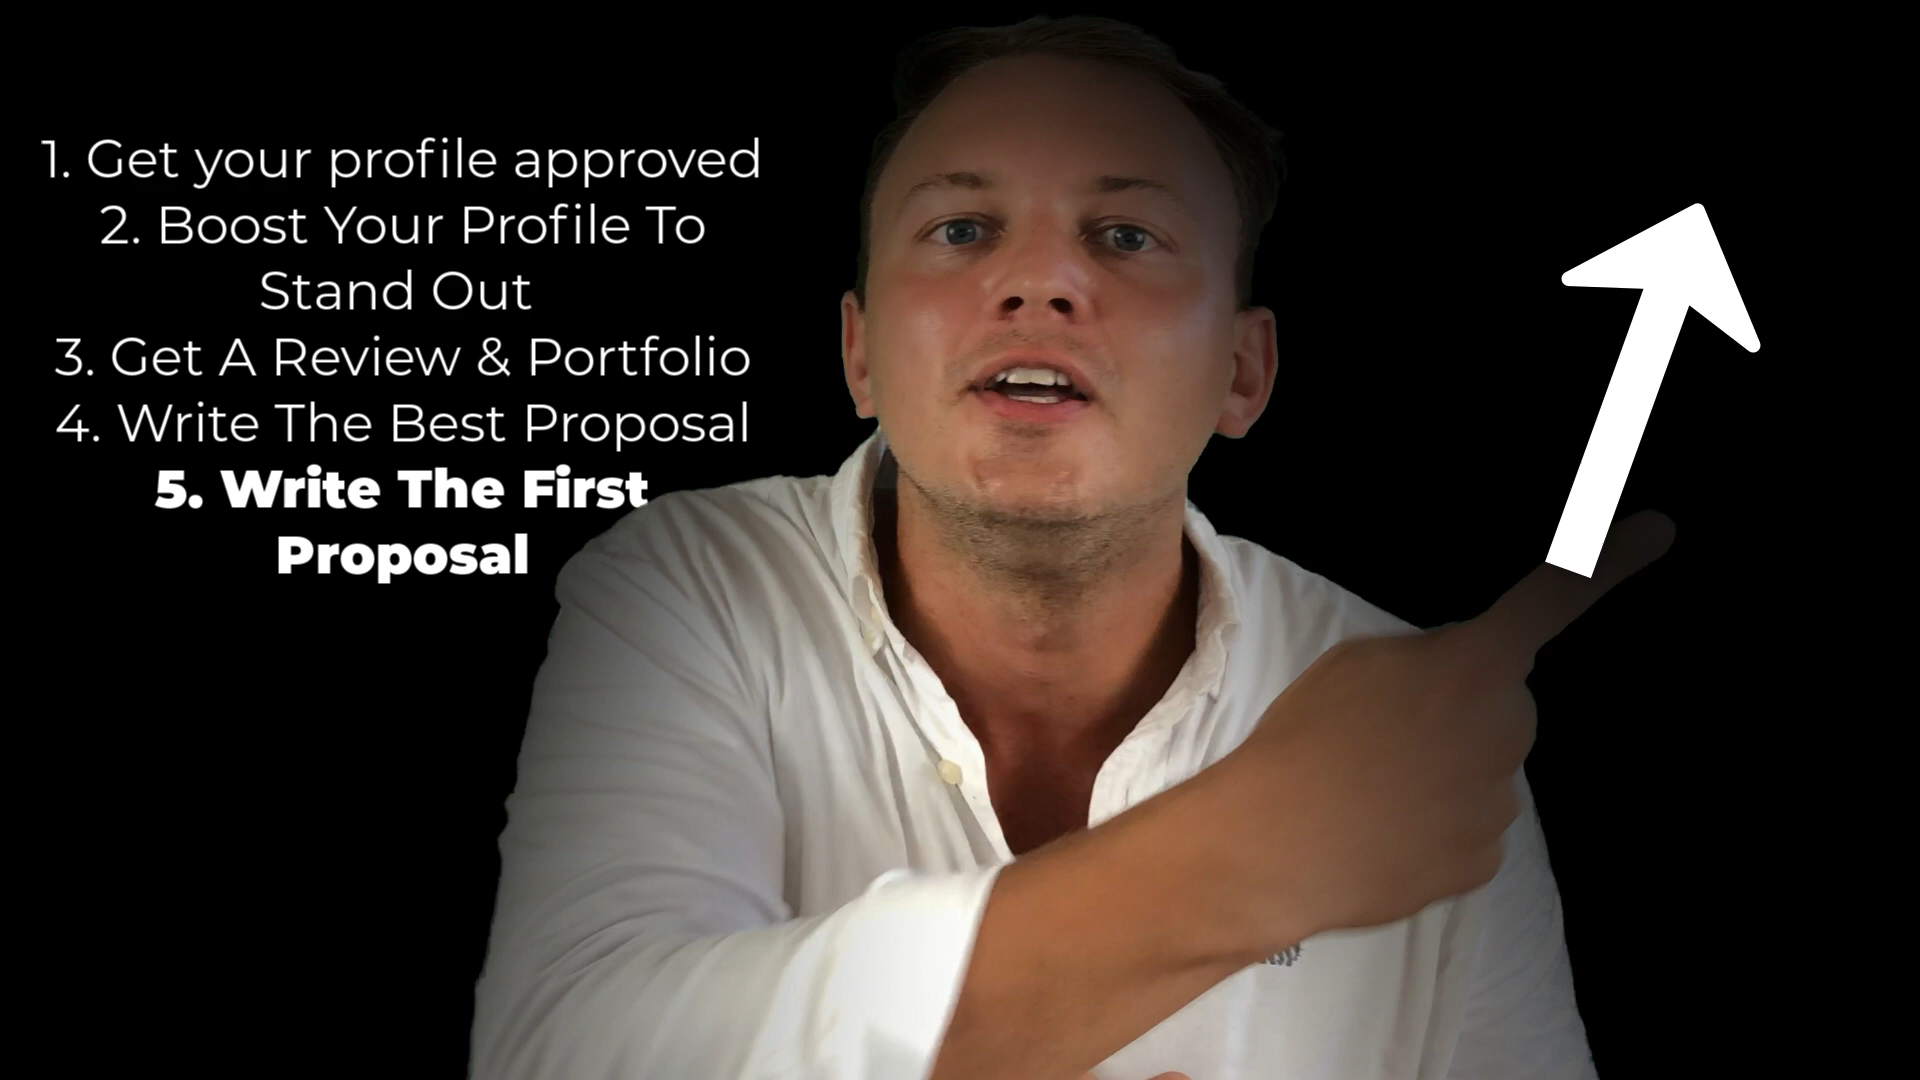 1. Get your profile approved
2. Boost Your Profile To
Stand Out
3. Get A Review & Portfolio
4. Write The Best Proposal
5. Write The First
Proposal